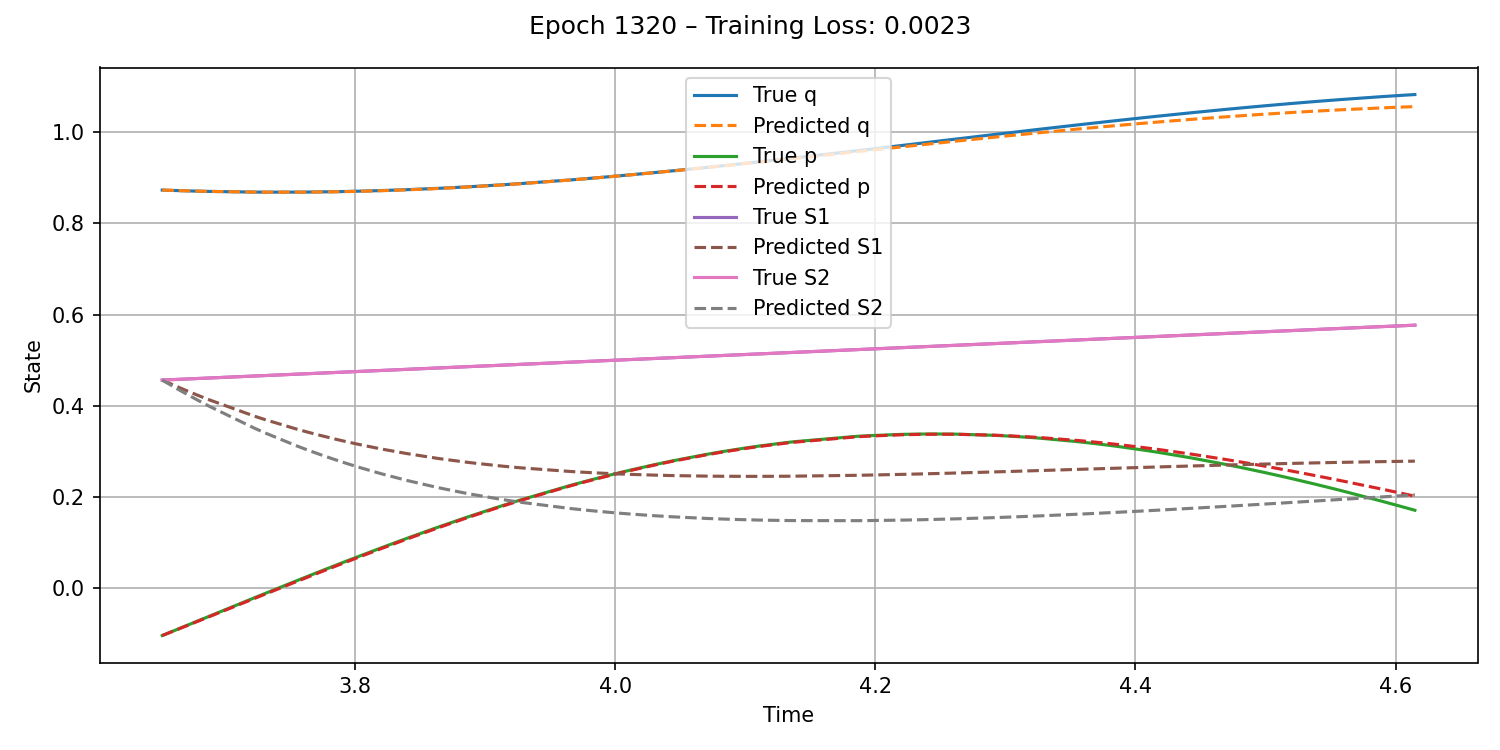 Epoch 1320 – Training Loss: 0.0023
True q
Predicted q
True p
Predicted p
True S1
Predicted S1
True S2
Predicted S2
1.0
0.8
0.6
0.4
0.2
0.0
State
3.8 4.0 4.2 4.4 4.6
Time